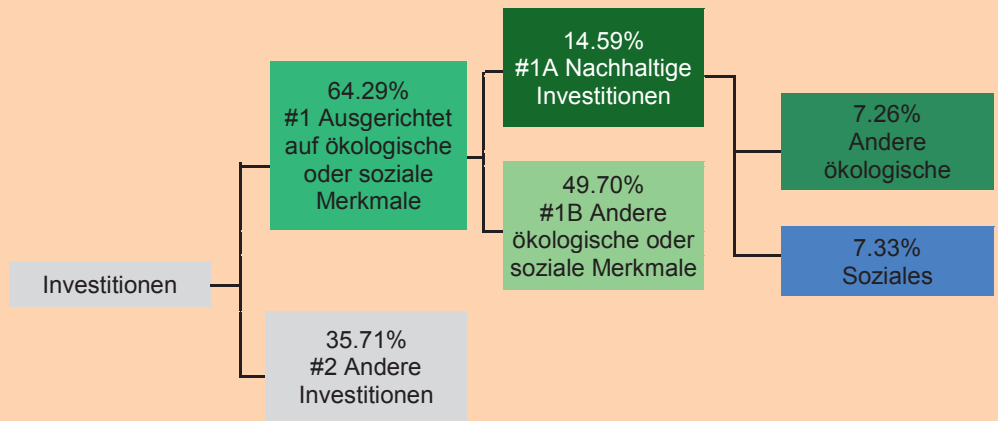 Investitionen
64.29%
#1 Ausgerichtet
auf ökologische
oder soziale
Merkmale
35.71%
#2 Andere
Investitionen
14.59%
#1A Nachhaltige
Investitionen
49.70%
#1B Andere
ökologische oder
soziale Merkmale
7.26%
Andere
ökologische
7.33%
Soziales